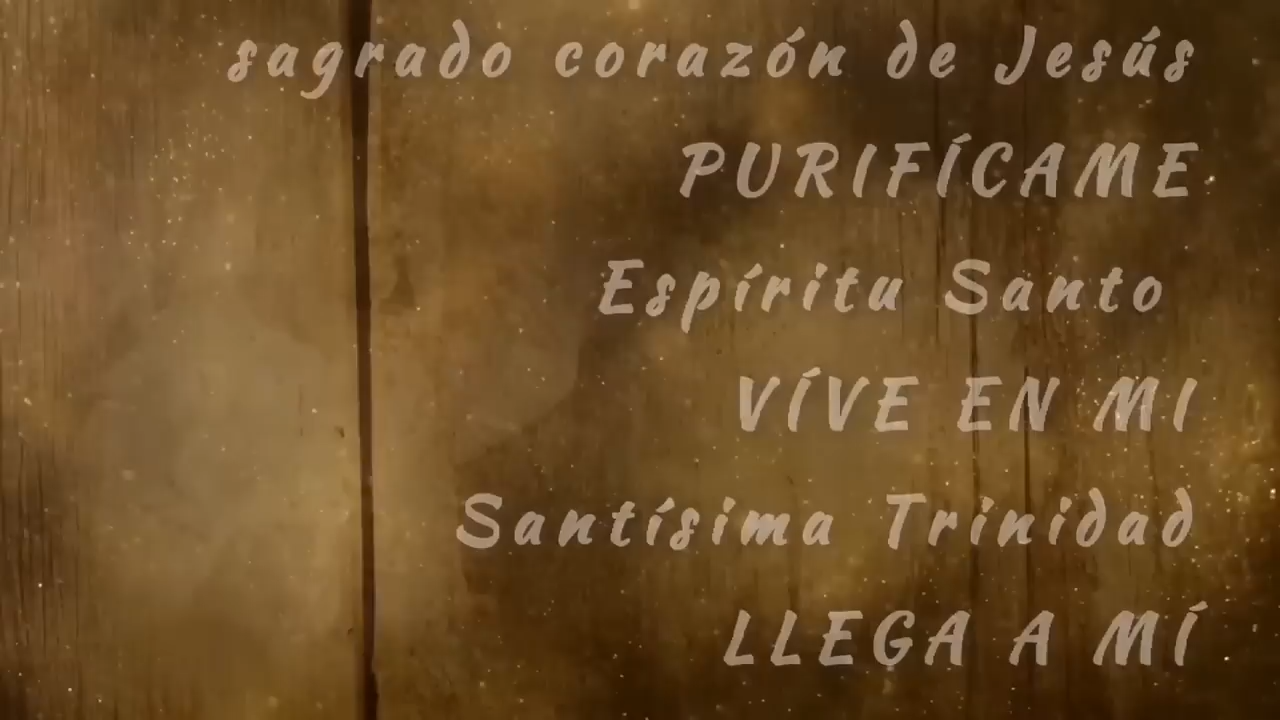 sagrado corazón de Jesús
PURIFÍCAME
Espíritu Santo
VÍVE EN MI
Santísima Trinidad
LLEGA A MÍ